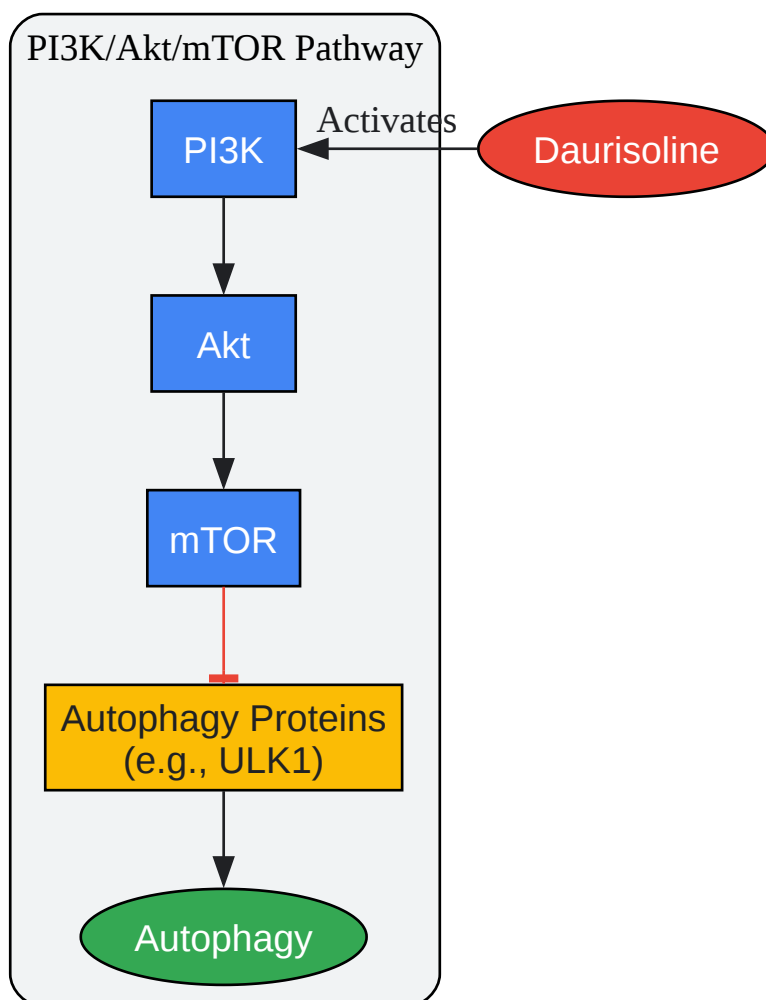 PI3K/Akt/mTOR Pathway
Activates
PI3K
Daurisoline
Akt
mTOR
Autophagy Proteins
(e.g., ULK1)
Autophagy